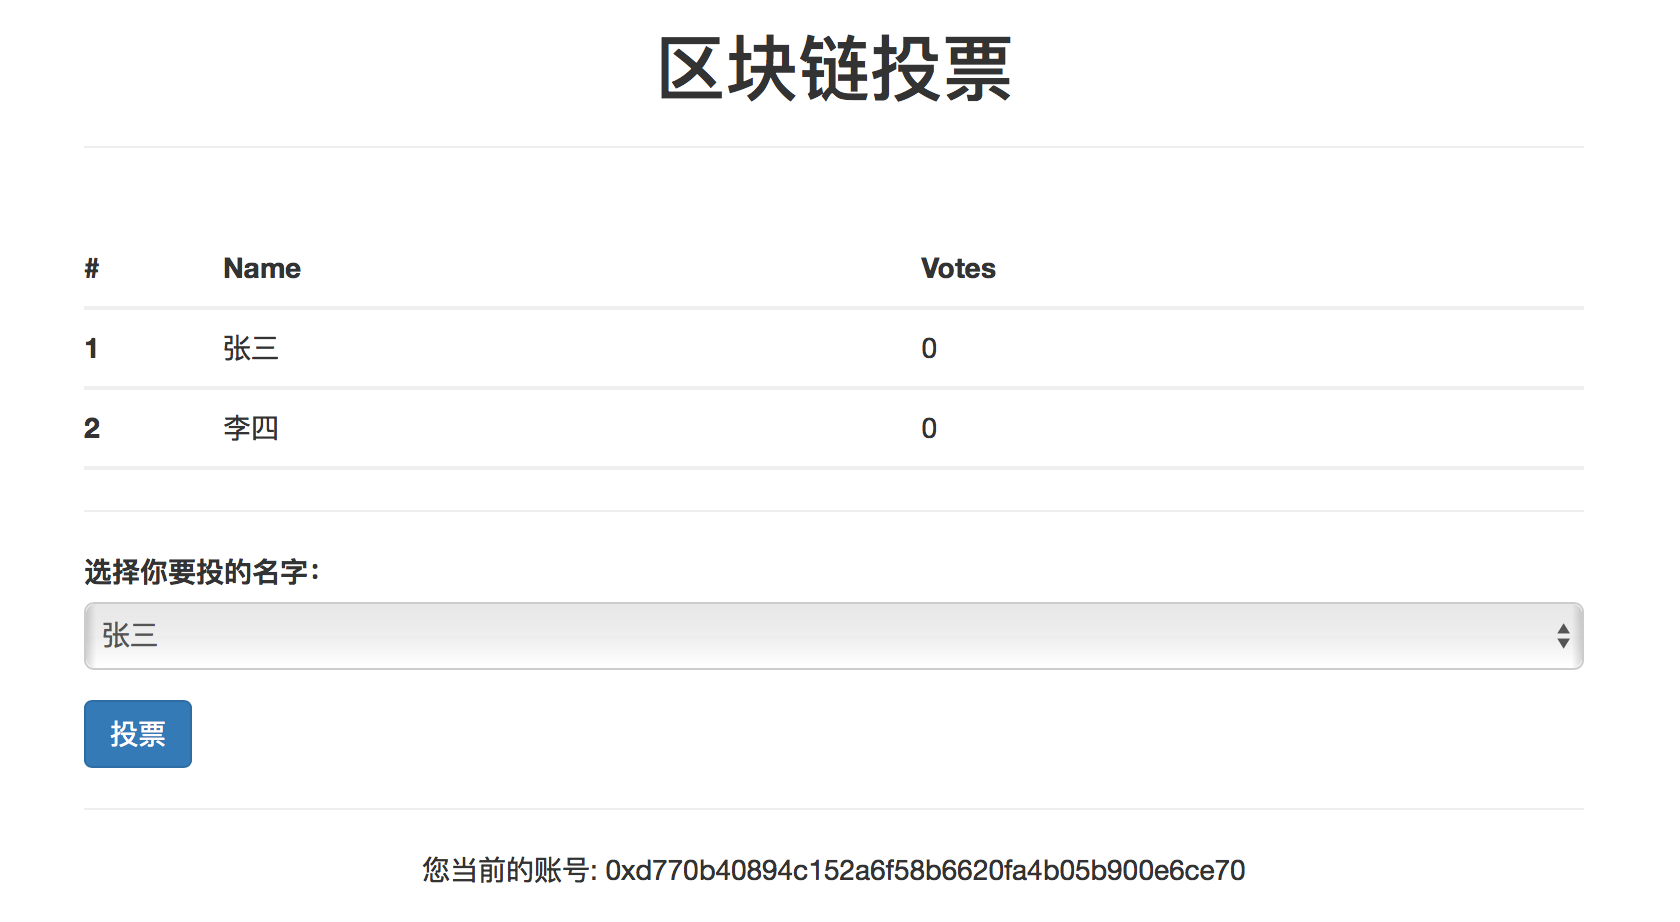 区块链投票
# Name Votes
1 张三 0
2 李四 0
选择你要投的名字：
张三
投票
您当前的账号: 0xd770b40894c152a6f58b6620fa4b05b900e6ce70